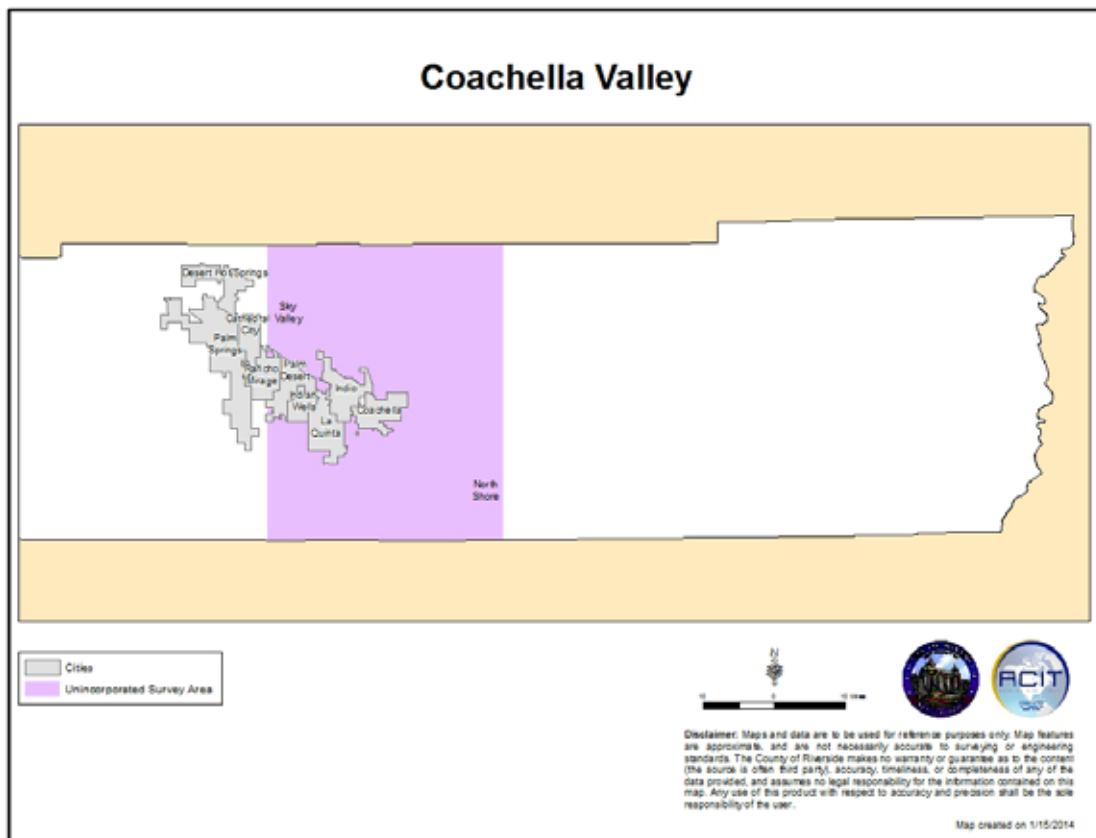 Coachella Valley
Desert Hot Springs
Sky
Valley
Cathedral
City
Palm
Springs
Rancho
Mirage
Palm
Desert
Indian
Wells
Indio
La
Quinta
Coachella
North
Shore
Cities
Unincorporated Survey Area
N
10
0
10 Miles
RCIT
Disclaimer: Maps and data are to be used for reference purposes only. Map features
are approximate, and are not necessarily accurate to surveying or engineering
standards. The County of Riverside makes no warranty or guarantee as to the content
(the source is often third party), accuracy, timeliness, or completeness of any of the
data provided, and assumes no legal responsibility for the information contained on this
map. Any use of this product with respect to accuracy and precision shall be the sole
responsibility of the user.
Map created on 1/15/2014